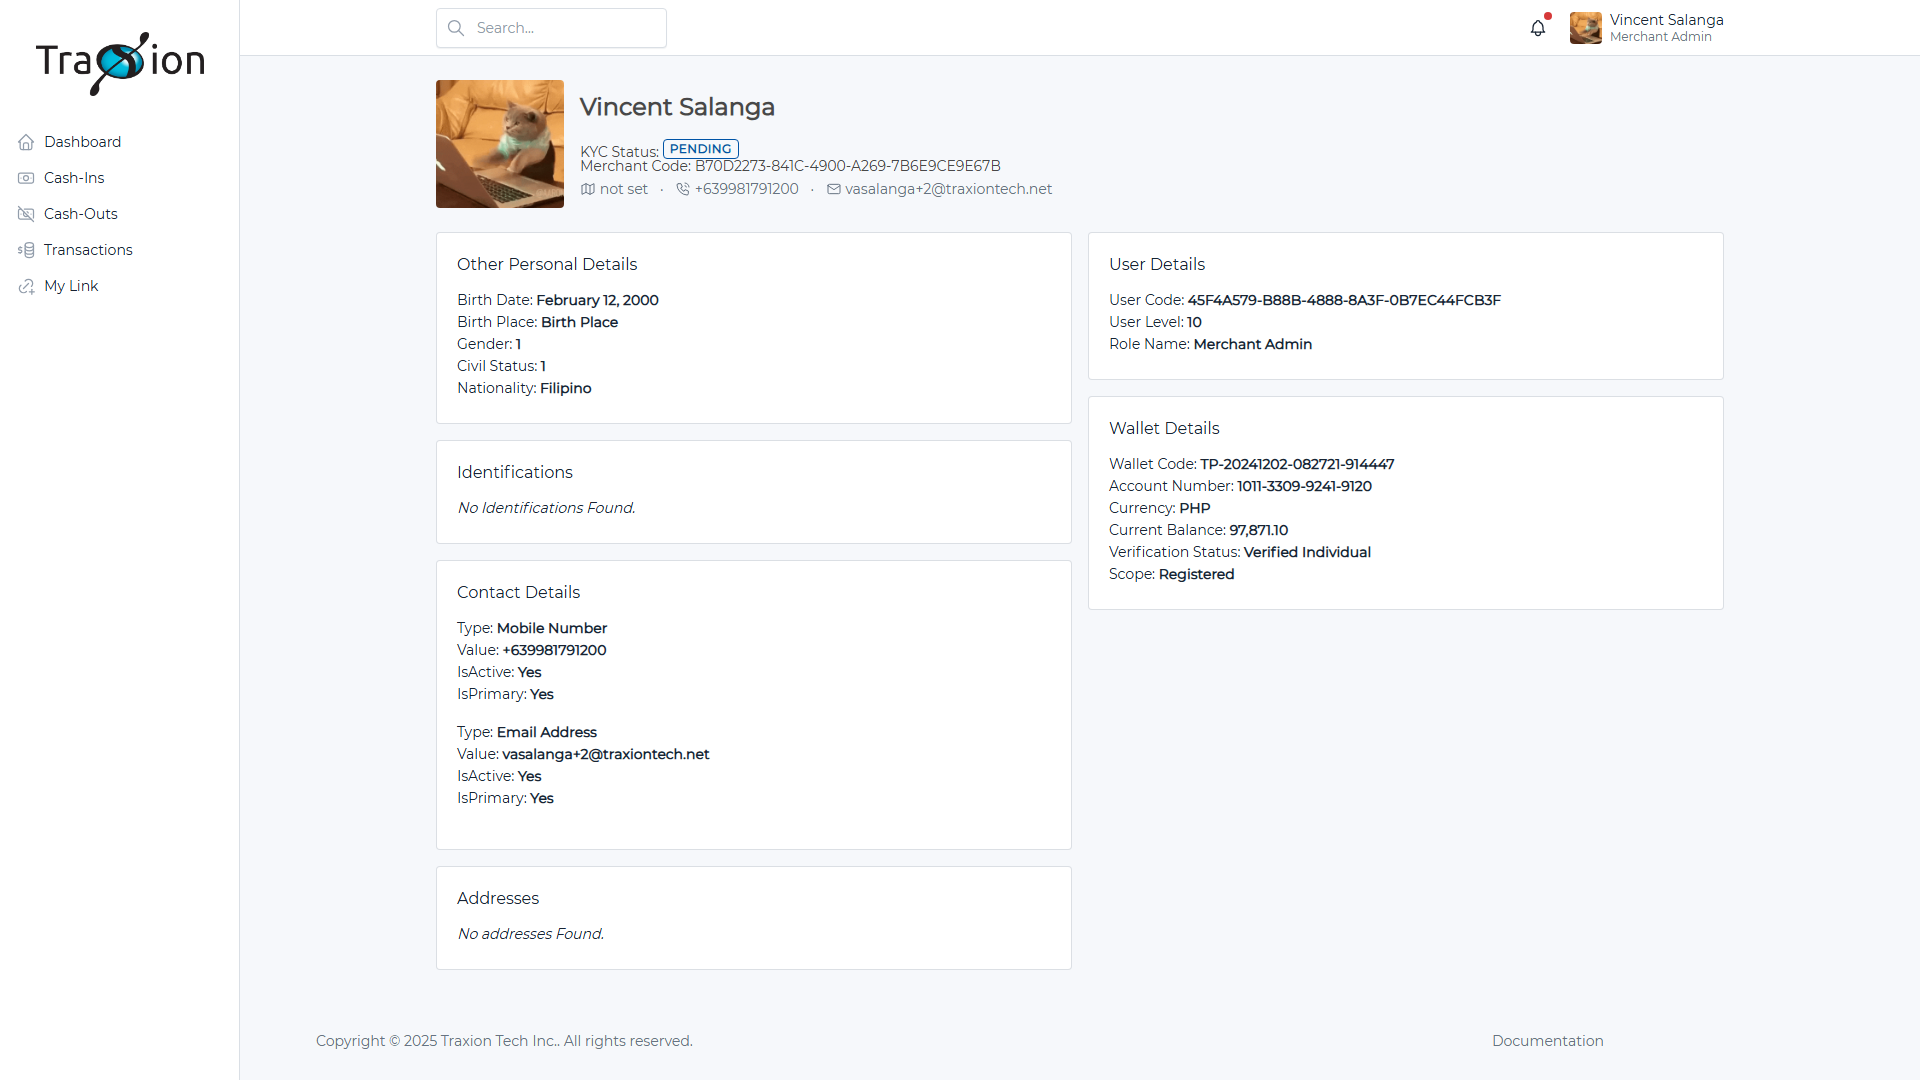 Traxion
Dashboard
Cash-Ins
Cash-Outs
Transactions
My Link
Search...
Vincent Salanga
Merchant Admin
Vincent Salanga
KYC Status: PENDING
Merchant Code: B70D2273-841C-4900-A269-7B6E9CE9E67B
not set · +639981791200 · vasalanga+2@traxiontech.net
Other Personal Details
Birth Date: February 12, 2000
Birth Place: Birth Place
Gender: 1
Civil Status: 1
Nationality: Filipino
Identifications
No Identifications Found.
Contact Details
Type: Mobile Number
Value: +639981791200
IsActive: Yes
IsPrimary: Yes
Type: Email Address
Value: vasalanga+2@traxiontech.net
IsActive: Yes
IsPrimary: Yes
Addresses
No addresses Found.
User Details
User Code: 45F4A579-B88B-4888-8A3F-0B7EC44FCB3F
User Level: 10
Role Name: Merchant Admin
Wallet Details
Wallet Code: TP-20241202-082721-914447
Account Number: 1011-3309-9241-9120
Currency: PHP
Current Balance: 97,871.10
Verification Status: Verified Individual
Scope: Registered
Copyright © 2025 Traxion Tech Inc.. All rights reserved.
Documentation